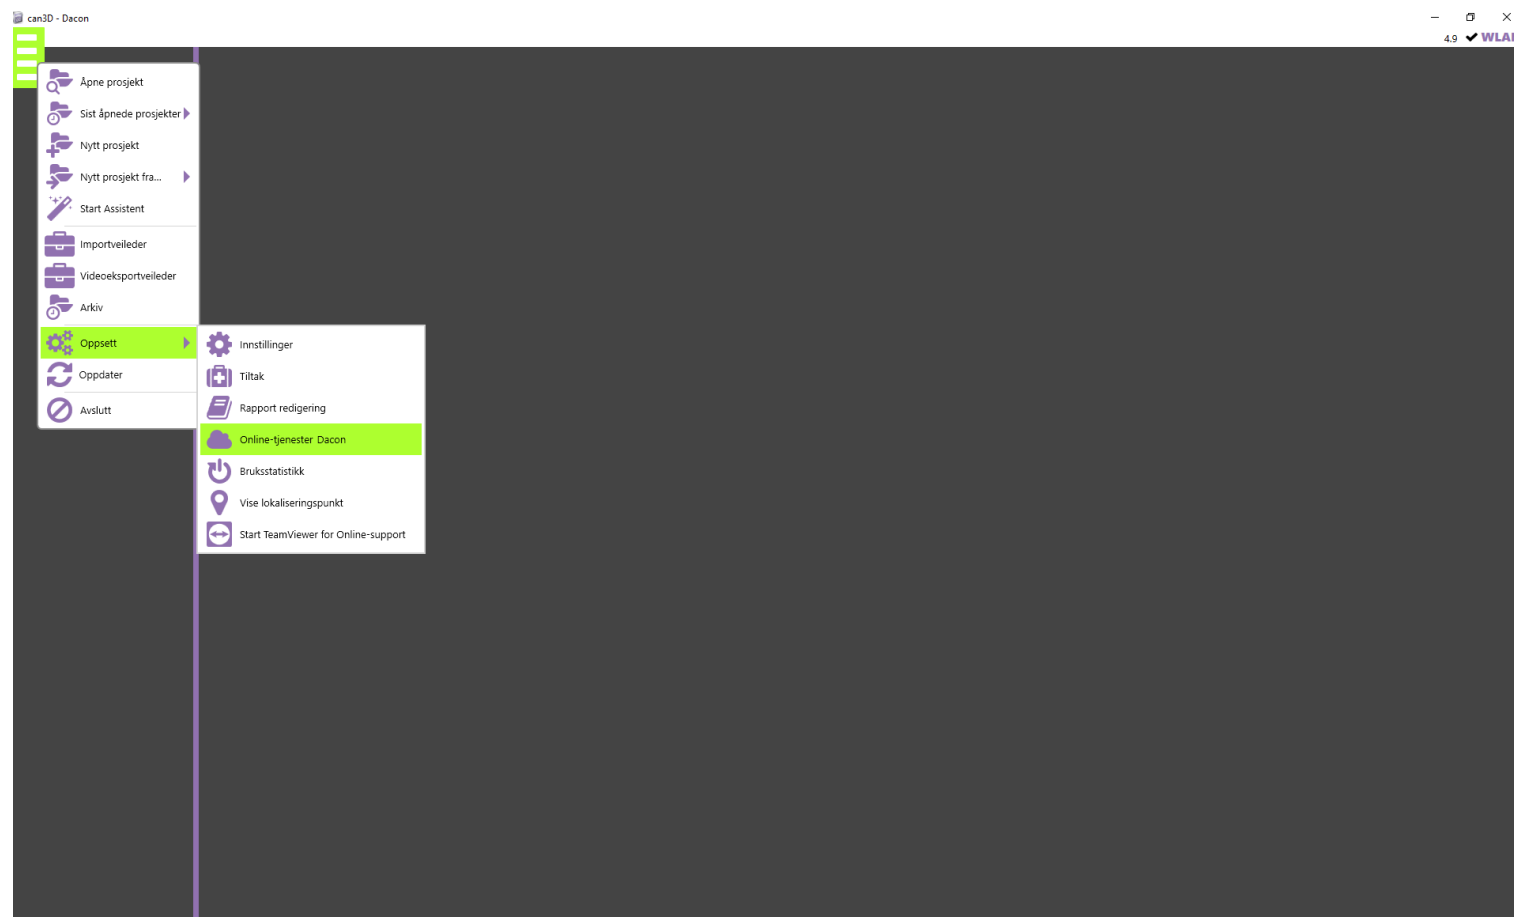 can3D - Dacon
4.9 WLAN
Åpne prosjekt
Sist åpnede prosjekter
Nytt prosjekt
Nytt prosjekt fra...
Start Assistent
Importveileder
Videoeksportveileder
Arkiv
Oppsett
Oppdater
Avslutt
Innstillinger
Tiltak
Rapport redigering
Online-tjenester Dacon
Bruksstatistikk
Vise lokaliseringspunkt
Start TeamViewer for Online-support